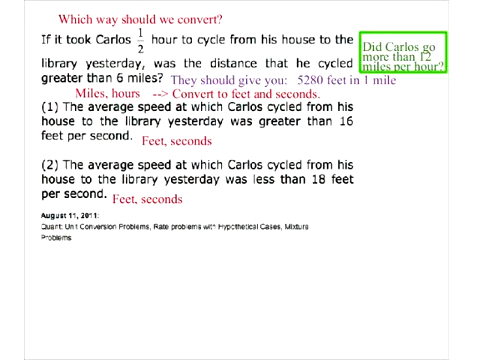 Which way should we convert?
If it took Carlos 1/2 hour to cycle from his house to the
library yesterday, was the distance that he cycled
greater than 6 miles? They should give you: 5280 feet in 1 mile
Did Carlos go
more than 12
miles per hour?
Miles, hours --> Convert to feet and seconds.
(1) The average speed at which Carlos cycled from his
house to the library yesterday was greater than 16
feet per second. Feet, seconds
(2) The average speed at which Carlos cycled from his
house to the library yesterday was less than 18 feet
per second. Feet, seconds
August 11, 2011:
Quant: Unit Conversion Problems, Rate problems with Hypothetical Cases, Mixture
Problems